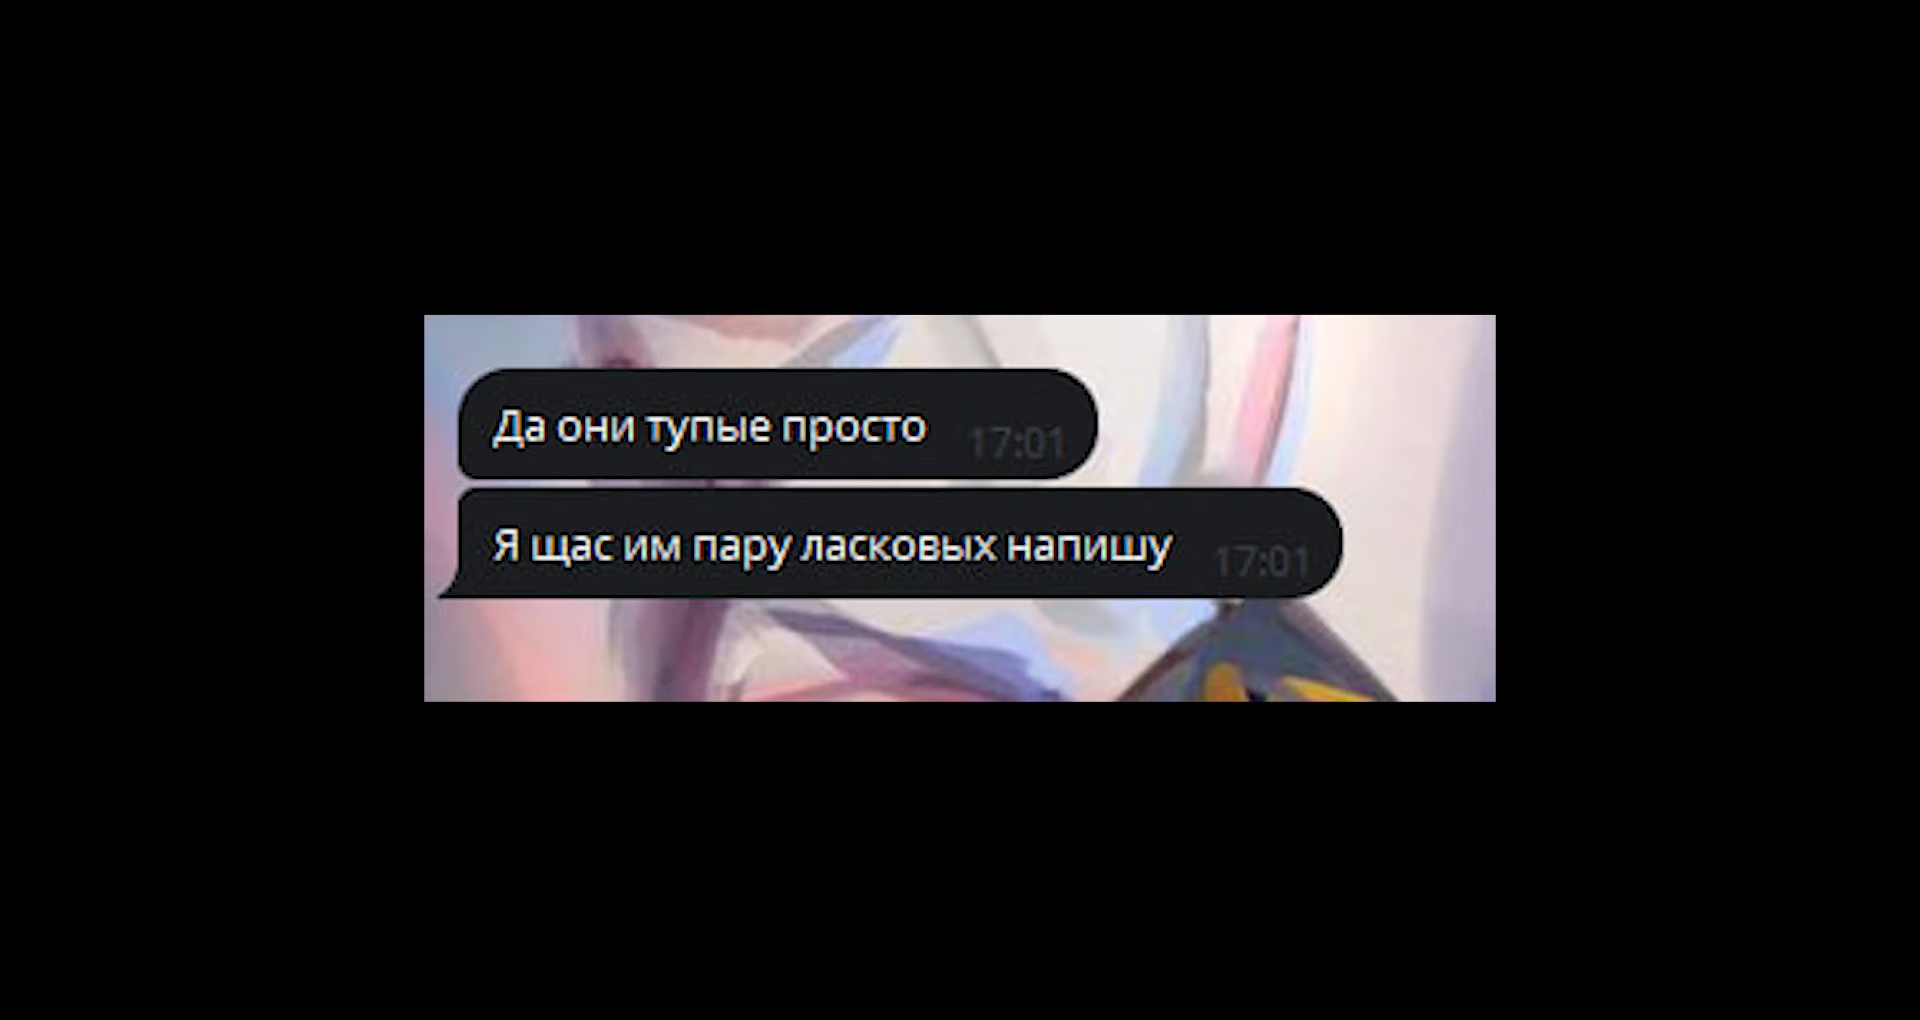 Да они тупые просто 17:01
Я щас им пару ласковых напишу 17:01